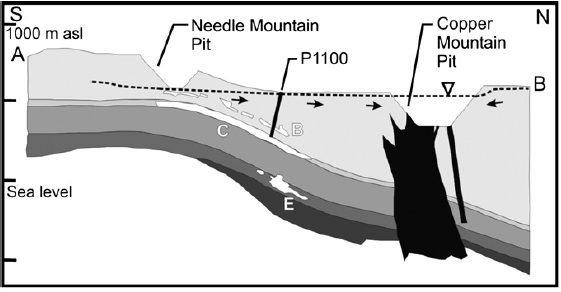 S
N
1000 m asl
A
Needle Mountain
Pit
P1100
Copper
Mountain
Pit
B
C
B
Sea level
E